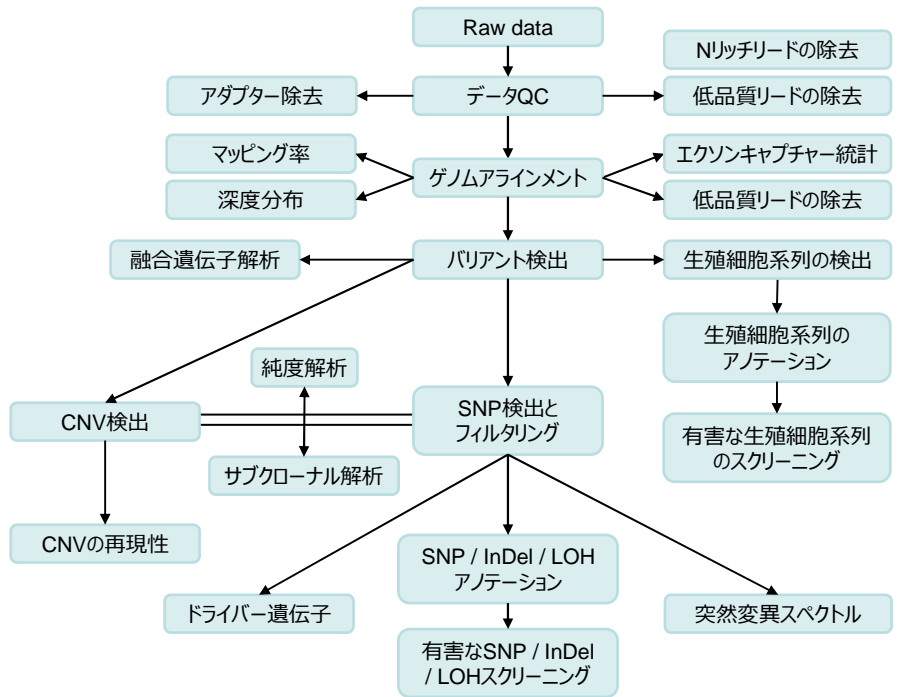 Raw data
Nリッチリードの除去
アダプター除去
データQC
低品質リードの除去
マッピング率
エクソンキャプチャー統計
ゲノムアラインメント
深度分布
低品質リードの除去
融合遺伝子解析
バリアント検出
生殖細胞系列の検出
生殖細胞系列の
アノテーション
純度解析
CNV検出
SNP検出と
フィルタリング
有害な生殖細胞系列
のスクリーニング
サブクローナル解析
CNVの再現性
SNP / InDel / LOH
アノテーション
ドライバー遺伝子
突然変異スペクトル
有害なSNP / InDel
/ LOHスクリーニング